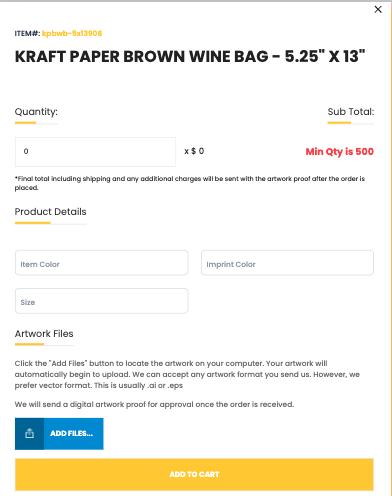 ITEM#: kpbwb-5x13906
KRAFT PAPER BROWN WINE BAG - 5.25" X 13"
Quantity:
Sub Total:
0
x $ 0
Min Qty is 500
*Final total including shipping and any additional charges will be sent with the artwork proof after the order is
placed.
Product Details
Item Color
Imprint Color
Size
Artwork Files
Click the "Add Files" button to locate the artwork on your computer. Your artwork will
automatically begin to upload. We can accept any artwork format you send us. However, we
prefer vector format. This is usually .ai or .eps
We will send a digital artwork proof for approval once the order is received.
ADD FILES...
ADD TO CART